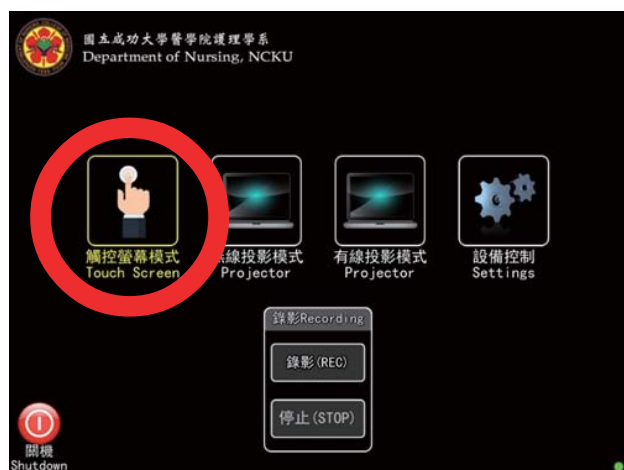 國立成功大學醫學院護理學系
Department of Nursing, NCKU
觸控螢幕模式
Touch Screen
線投影模式
Projector
有線投影模式
Projector
設備控制
Settings
錄影Recording
錄影(REC)
停止(STOP)
關機
Shutdown